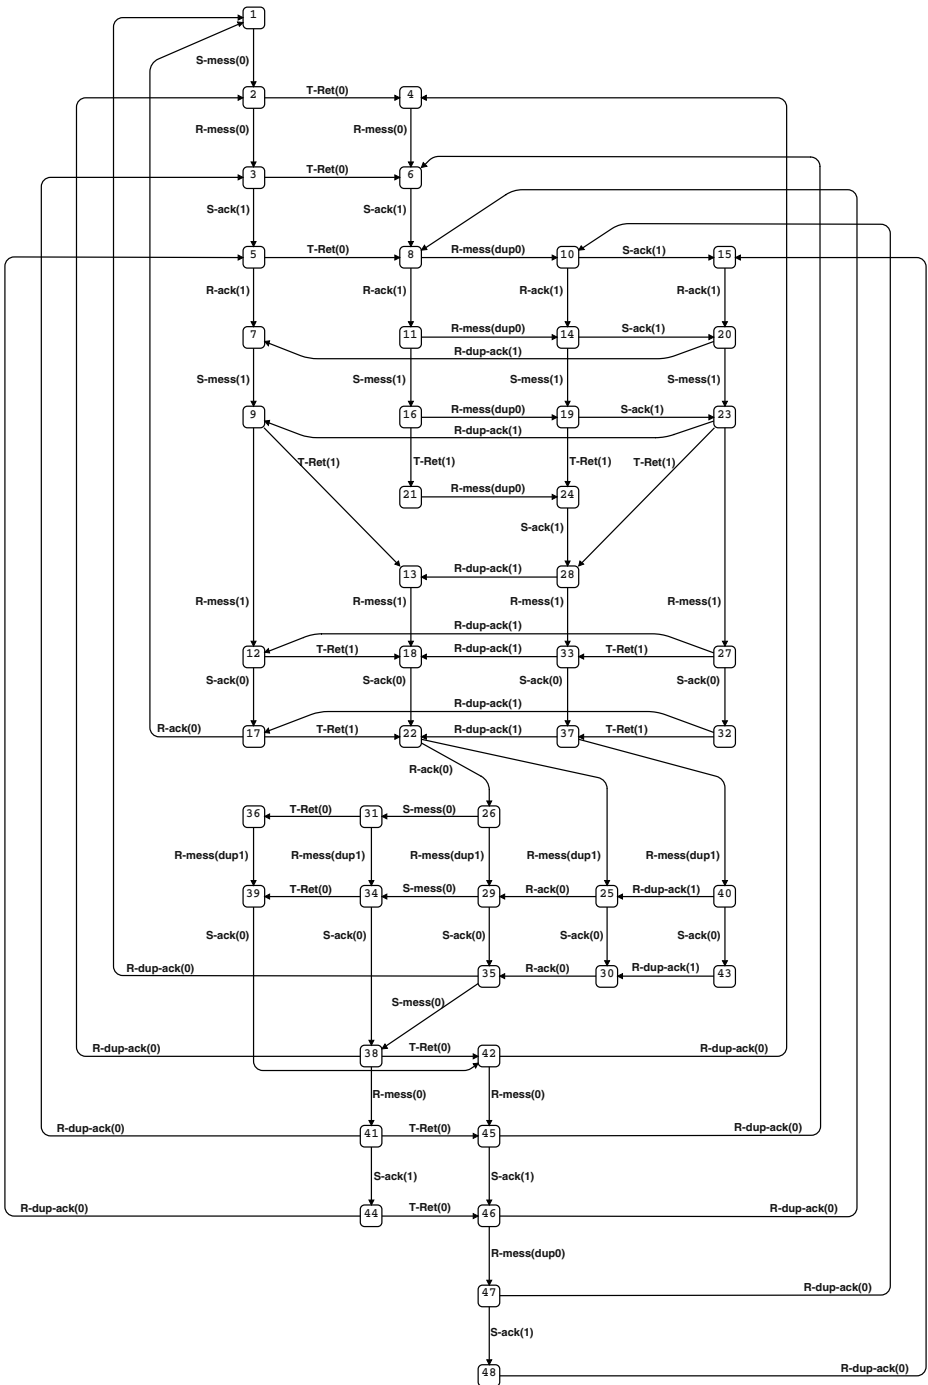 1
S-mess(0)
2 T-Ret(0) 4
R-mess(0) R-mess(0)
3 T-Ret(0) 6
S-ack(1) S-ack(1)
5 T-Ret(0) 8 R-mess(dup0) 10 S-ack(1) 15
R-ack(1) R-ack(1) R-ack(1) R-ack(1)
7 11 R-mess(dup0) 14 S-ack(1) 20
R-dup-ack(1)
S-mess(1) S-mess(1) S-mess(1) S-mess(1)
9 16 R-mess(dup0) 19 S-ack(1) 23
R-dup-ack(1)
T-Ret(1) T-Ret(1) T-Ret(1) T-Ret(1)
21 R-mess(dup0) 24
S-ack(1)
13 R-dup-ack(1) 28
R-mess(1) R-mess(1) R-mess(1) R-mess(1)
R-dup-ack(1)
12 T-Ret(1) 18 R-dup-ack(1) 33 T-Ret(1) 27
S-ack(0) S-ack(0) S-ack(0) S-ack(0)
R-dup-ack(1)
R-ack(0) 17 T-Ret(1) 22 R-dup-ack(1) 37 T-Ret(1) 32
R-ack(0)
36 T-Ret(0) 31 S-mess(0) 26
R-mess(dup1) R-mess(dup1) R-mess(dup1) R-mess(dup1) R-mess(dup1)
39 T-Ret(0) 34 S-mess(0) 29 R-ack(0) 25 R-dup-ack(1) 40
S-ack(0) S-ack(0) S-ack(0) S-ack(0) S-ack(0)
R-dup-ack(0) 35 R-ack(0) 30 R-dup-ack(1) 43
S-mess(0)
R-dup-ack(0) 38 T-Ret(0) 42 R-dup-ack(0)
R-mess(0) R-mess(0)
R-dup-ack(0) 41 T-Ret(0) 45 R-dup-ack(0)
S-ack(1) S-ack(1)
R-dup-ack(0) 44 T-Ret(0) 46 R-dup-ack(0)
R-mess(dup0)
47 R-dup-ack(0)
S-ack(1)
48 R-dup-ack(0)